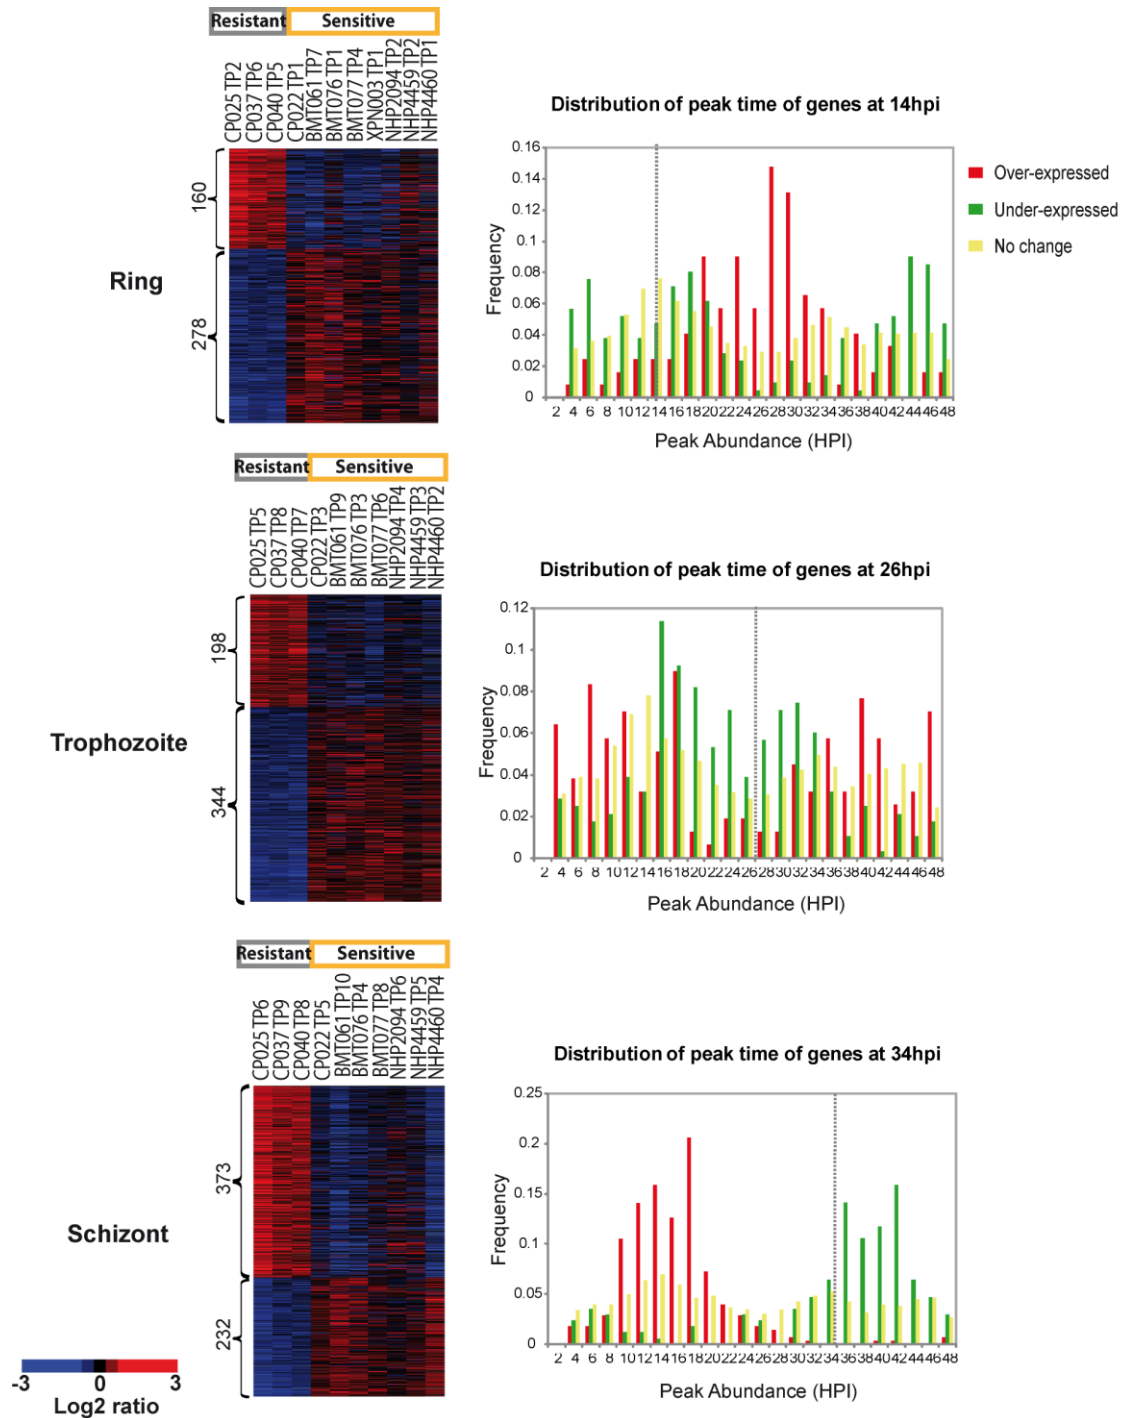 Resistant Sensitive
CP025 TP2
CP037 TP6
CP040 TP5
CP022 TP1
BMT061 TP7
BMT076 TP1
BMT077 TP4
XPN003 TP1
NHP2094 TP2
NHP4459 TP2
NHP4460 TP1
160
278
Ring
Distribution of peak time of genes at 14hpi
0.16
0.14
0.12
0.1
0.08
0.06
0.04
0.02
0
Frequency
2 4 6 8 10 12 14 16 18 20 22 24 26 28 30 32 34 36 38 40 42 44 46 48
Peak Abundance (HPI)
Over-expressed
Under-expressed
No change
Resistant Sensitive
CP025 TP5
CP037 TP8
CP040 TP7
CP022 TP3
BMT061 TP9
BMT076 TP3
BMT077 TP6
NHP2094 TP4
NHP4459 TP3
NHP4460 TP2
198
344
Trophozoite
Distribution of peak time of genes at 26hpi
0.12
0.1
0.08
0.06
0.04
0.02
0
Frequency
2 4 6 8 10 12 14 16 18 20 22 24 26 28 30 32 34 36 38 40 42 44 46 48
Peak Abundance (HPI)
Resistant Sensitive
CP025 TP6
CP037 TP9
CP040 TP8
CP022 TP5
BMT061 TP10
BMT076 TP4
BMT077 TP8
NHP2094 TP6
NHP4459 TP5
NHP4460 TP4
373
232
Schizont
Distribution of peak time of genes at 34hpi
0.25
0.2
0.15
0.1
0.05
0
Frequency
2 4 6 8 10 12 14 16 18 20 22 24 26 28 30 32 34 36 38 40 42 44 46 48
Peak Abundance (HPI)
-3 0 3
Log2 ratio